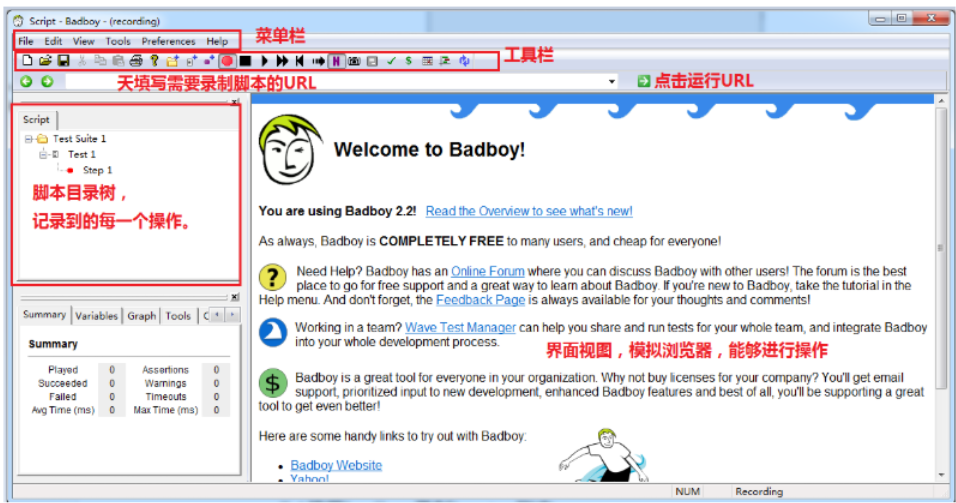 Script - Badboy - (recording)
File Edit View Tools Preferences Help
菜单栏
工具栏
天填写需要录制脚本的URL
点击运行URL
Script
Test Suite 1
Test 1
Step 1
脚本目录树，
记录到的每一个操作。
Summary Variables Graph Tools C
Summary
Played 0 Assertions 0
Succeeded 0 Warnings 0
Failed 0 Timeouts 0
Avg Time (ms) 0 Max Time (ms) 0
Welcome to Badboy!
You are using Badboy 2.2! Read the Overview to see what's new!
As always, Badboy is COMPLETELY FREE to many users, and cheap for everyone!
Need Help? Badboy has an Online Forum where you can discuss Badboy with other users! The forum is the best
place to go for free support and a great way to learn about Badboy. If you're new to Badboy, take the tutorial in the
Help menu. And don't forget, the Feedback Page is always available for your thoughts and comments!
Working in a team? Wave Test Manager can help you share and run tests for your whole team, and integrate Badboy
into your whole development process.
界面视图，模拟浏览器，能够进行操作
Badboy is a great tool for everyone in your organization. Why not buy licenses for your company? You'll get email
support, prioritized input to new development, enhanced Badboy features and best of all, you'll be supporting a great
tool to get even better!
Here are some handy links to try out with Badboy:
Badboy Website
Yahoo!
NUM Recording